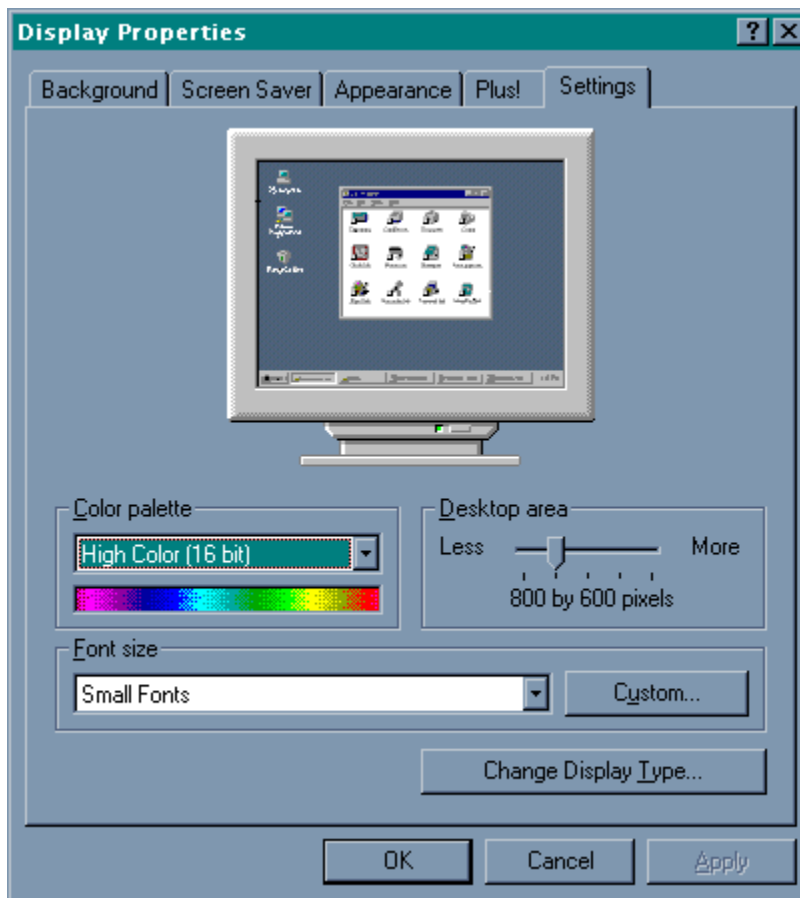 Display Properties
Background Screen Saver Appearance Plus! Settings
Color palette
High Color (16 bit)
Desktop area
Less More
800 by 600 pixels
Font size
Small Fonts
Custom...
Change Display Type...
OK Cancel Apply